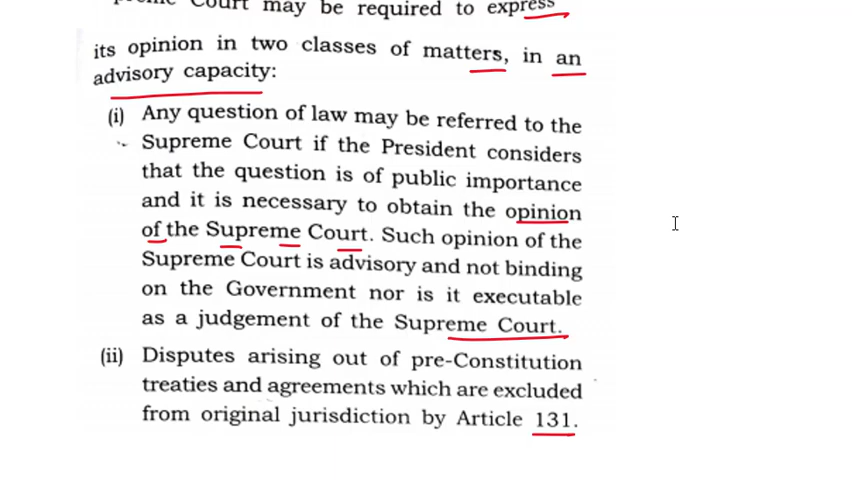 Court may be required to express
its opinion in two classes of matters, in an
advisory capacity:
(i) Any question of law may be referred to the
Supreme Court if the President considers
that the question is of public importance
and it is necessary to obtain the opinion
of the Supreme Court. Such opinion of the
Supreme Court is advisory and not binding
on the Government nor is it executable
as a judgement of the Supreme Court.
(ii) Disputes arising out of pre-Constitution
treaties and agreements which are excluded
from original jurisdiction by Article 131.